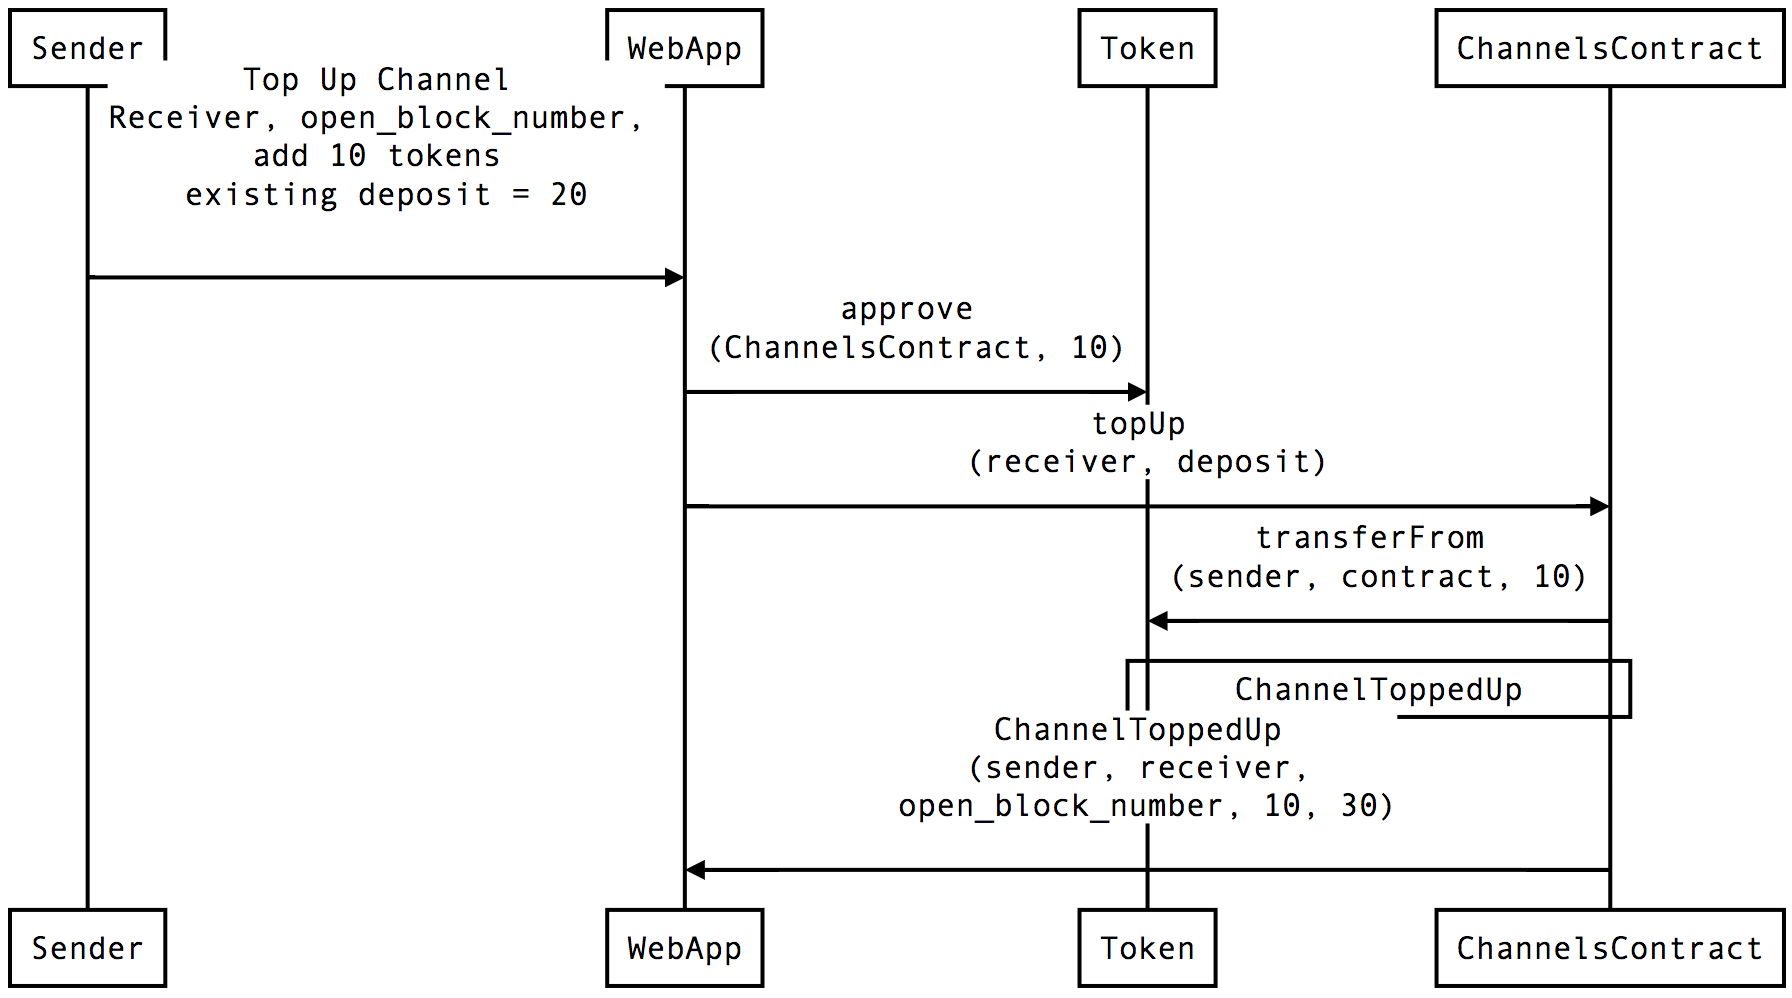 Sender
WebApp
Token
ChannelsContract
Top Up Channel
Receiver, open_block_number,
add 10 tokens
existing deposit = 20
approve
(ChannelsContract, 10)
topUp
(receiver, deposit)
transferFrom
(sender, contract, 10)
ChannelToppedUp
ChannelToppedUp
(sender, receiver,
open_block_number, 10, 30)
Sender
WebApp
Token
ChannelsContract